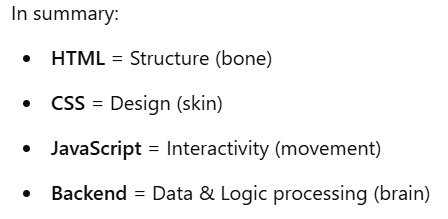 In summary:
• HTML = Structure (bone)
• CSS = Design (skin)
• JavaScript = Interactivity (movement)
• Backend = Data & Logic processing (brain)